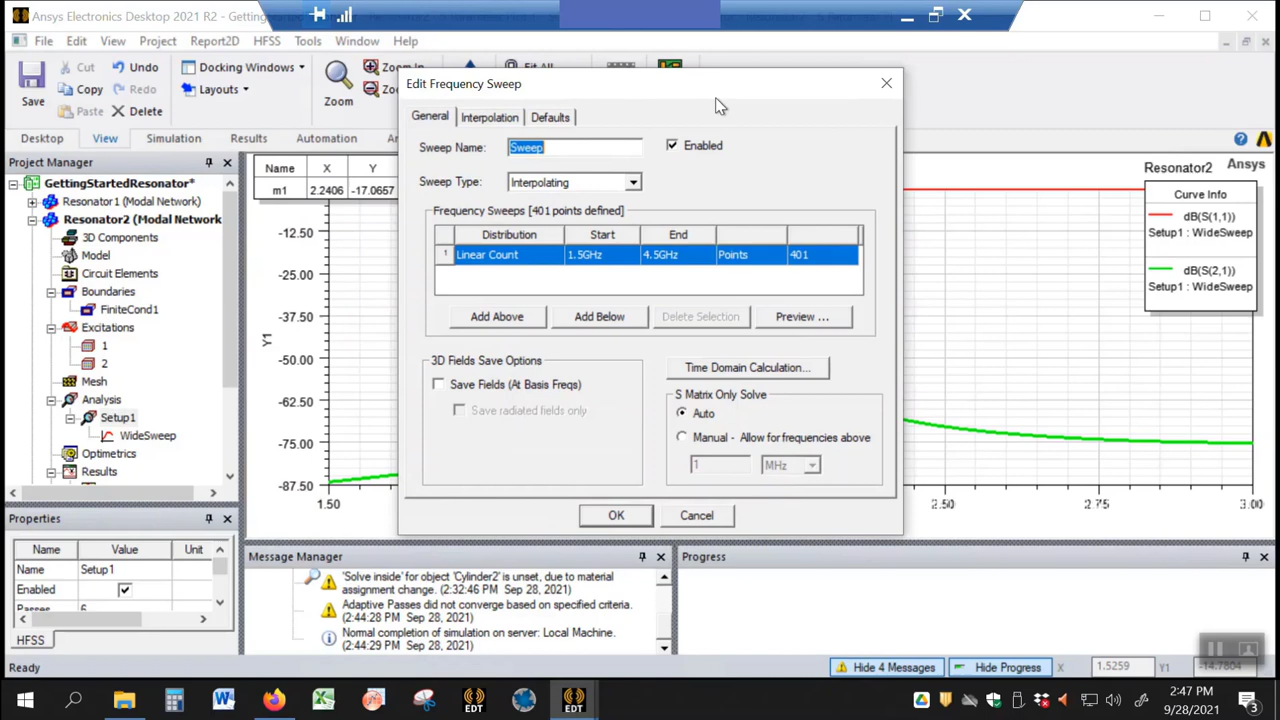 Ansys Electronics Desktop 2021 R2 - Getting
File Edit View Project Report2D HFSS Tools Window Help
Save
Cut
Copy
Paste
Undo
Redo
Delete
Docking Windows
Layouts
Zoom
Zoom In
Fit All
Desktop View Simulation Results Automation
Project Manager
GettingStartedResonator*
Resonator1 (Modal Network)
Resonator2 (Modal Network
3D Components
Model
Circuit Elements
Boundaries
FiniteCond1
Excitations
1
2
Mesh
Analysis
Setup1
WideSweep
Optimetrics
Results
Properties
Name Value Unit
Name Setup1
Enabled
Passes 6
HFSS
Ready
Name X Y
m1 2.2406 -17.0657
-12.50
-25.00
-37.50
-50.00
-62.50
-75.00
-87.50
Y1
1.50
2.50
2.75
3.00
Resonator2 Ansys
Curve Info
dB(S(1,1))
Setup1 : WideSweep
dB(S(2,1))
Setup1 : WideSweep
Edit Frequency Sweep
General Interpolation Defaults
Sweep Name: Sweep
Enabled
Sweep Type: Interpolating
Frequency Sweeps [401 points defined]
Distribution Start End
1 Linear Count 1.5GHz 4.5GHz Points 401
Add Above Add Below Delete Selection Preview ...
3D Fields Save Options
Save Fields (At Basis Freqs)
Save radiated fields only
Time Domain Calculation...
S Matrix Only Solve
Auto
Manual - Allow for frequencies above
1 MHz
OK Cancel
Message Manager
'Solve inside' for object 'Cylinder2' is unset, due to material
assignment change. (2:32:46 PM Sep 28, 2021)
Adaptive Passes did not converge based on specified criteria.
(2:44:28 PM Sep 28, 2021)
Normal completion of simulation on server: Local Machine.
(2:44:29 PM Sep 28, 2021)
Progress
Hide 4 Messages Hide Progress X 1.5259 Y1 -14.7804
EDT
EDT
2:47 PM
9/28/2021
3